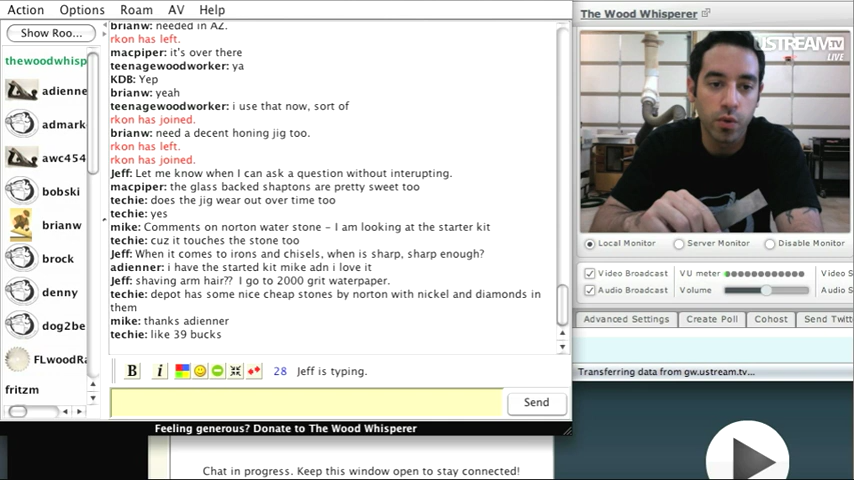 Action Options Roam AV Help
Show Roo...
thewoodwhisp
adienne
admark
awc454
bobski
brianw
brock
denny
dog2be
FLwoodRa
fritzm
brianw: needed in AZ.
rkon has left.
macpiper: it's over there
teenagewoodworker: ya
KDB: Yep
brianw: yeah
teenagewoodworker: i use that now, sort of
rkon has joined.
brianw: need a decent honing jig too.
rkon has left.
rkon has joined.
Jeff: Let me know when I can ask a question without interupting.
macpiper: the glass backed shaptons are pretty sweet too
techie: does the jig wear out over time too
techie: yes
mike: Comments on norton water stone - I am looking at the starter kit
techie: cuz it touches the stone too
Jeff: When it comes to irons and chisels, when is sharp, sharp enough?
adienner: i have the started kit mike adn i love it
Jeff: shaving arm hair?? I go to 2000 grit waterpaper.
techie: depot has some nice cheap stones by norton with nickel and diamonds in
them
mike: thanks adienner
techie: like 39 bucks
B i 28 Jeff is typing.
Send
Feeling generous? Donate to The Wood Whisperer
Chat in progress. Keep this window open to stay connected!
The Wood Whisperer
USTREAM TV
LIVE
Local Monitor Server Monitor Disable Monitor
Video Broadcast VU meter Video S
Audio Broadcast Volume Audio S
Advanced Settings Create Poll Cohost Send Twitt
Transferring data from gw.ustream.tv...